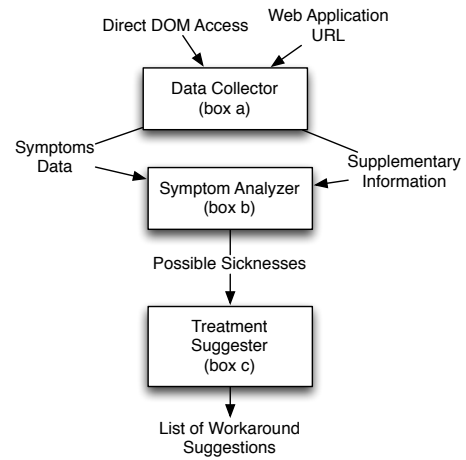 Direct DOM Access
Web Application
URL
Data Collector
(box a)
Symptoms
Data
Supplementary
Information
Symptom Analyzer
(box b)
Possible Sicknesses
Treatment
Suggester
(box c)
List of Workaround
Suggestions